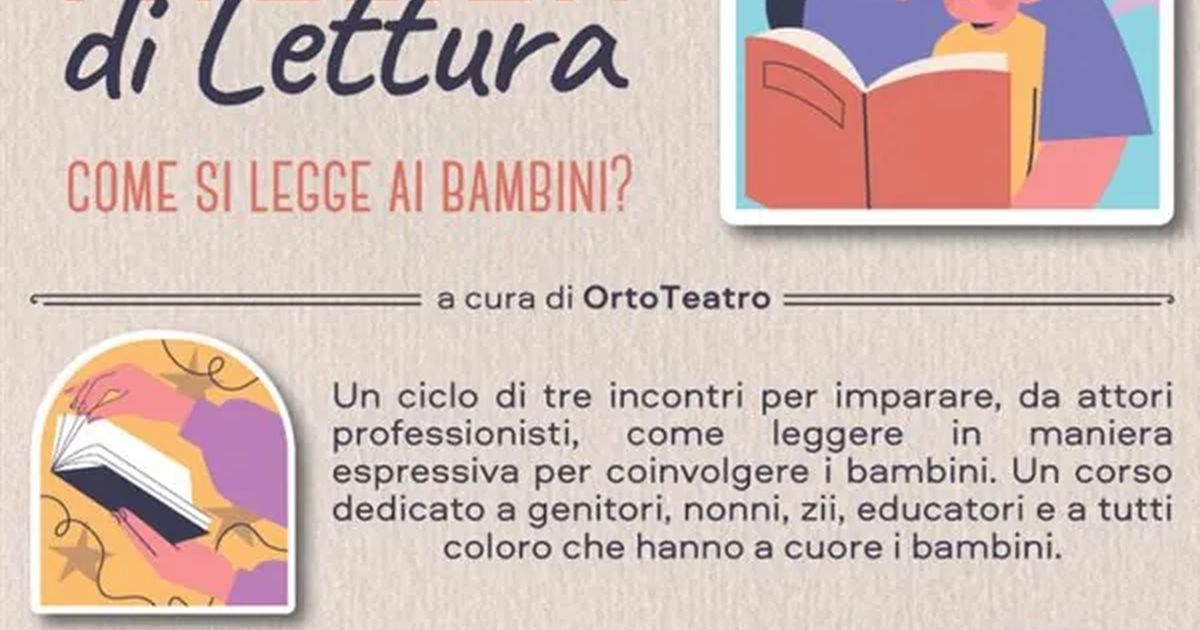 di Lettura
COME SI LEGGE AI BAMBINI?
a cura di OrtoTeatro
Un ciclo di tre incontri per imparare, da attori
professionisti, come leggere in maniera
espressiva per coinvolgere i bambini. Un corso
dedicato a genitori, nonni, zii, educatori e a tutti
coloro che hanno a cuore i bambini.